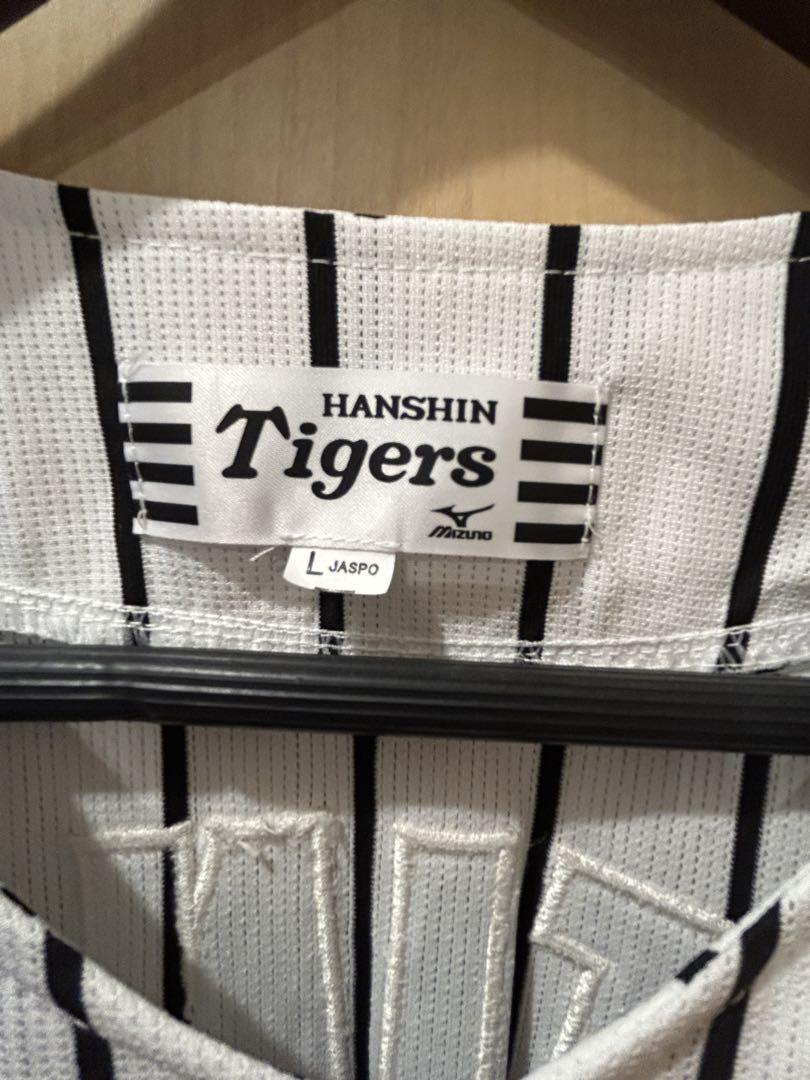 HANSHIN
Tigers
MIZUNO
L JASPO